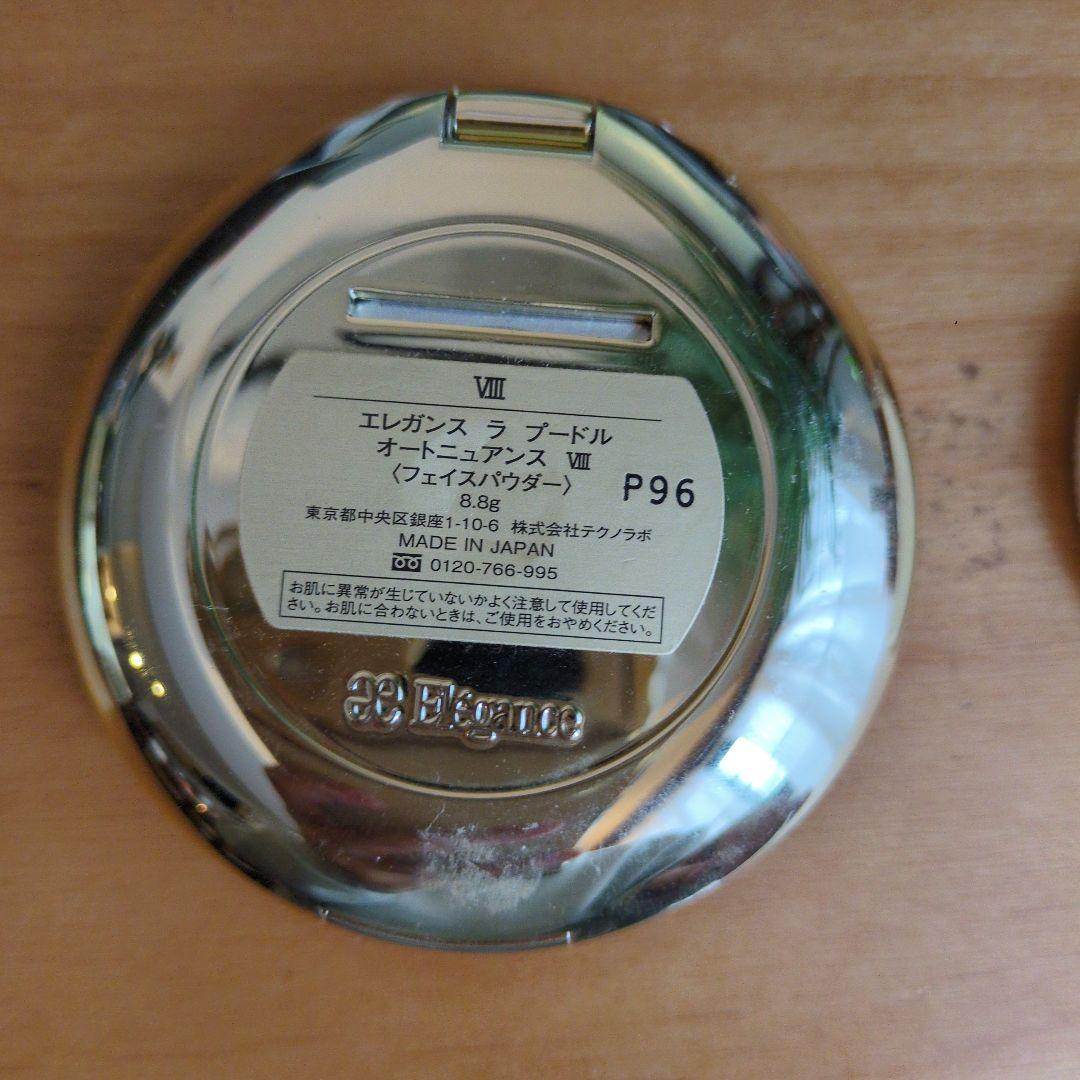 Ⅷ
エレガンス ラ プードル
オートニュアンス Ⅷ
〈フェイスパウダー〉
8.8g
P96
東京都中央区銀座1-10-6 株式会社テクノラボ
MADE IN JAPAN
0120-766-995
お肌に異常が生じていないかよく注意して使用してくだ
さい。お肌に合わないときは、ご使用をおやめください。
Elégance